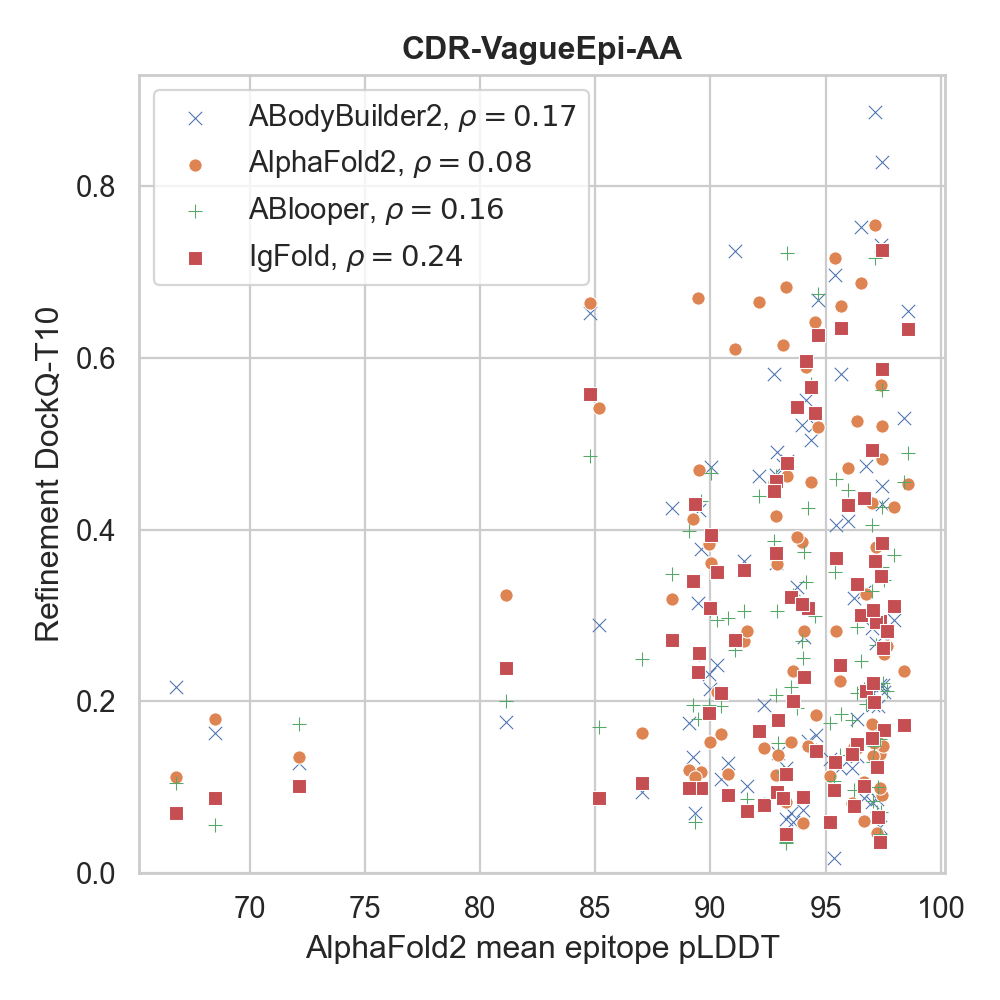 CDR-VagueEpi-AA
ABodyBuilder2, ρ = 0.17
AlphaFold2, ρ = 0.08
ABlooper, ρ = 0.16
IgFold, ρ = 0.24
Refinement DockQ-T10
0.8
0.6
0.4
0.2
0.0
70 75 80 85 90 95 100
AlphaFold2 mean epitope pLDDT